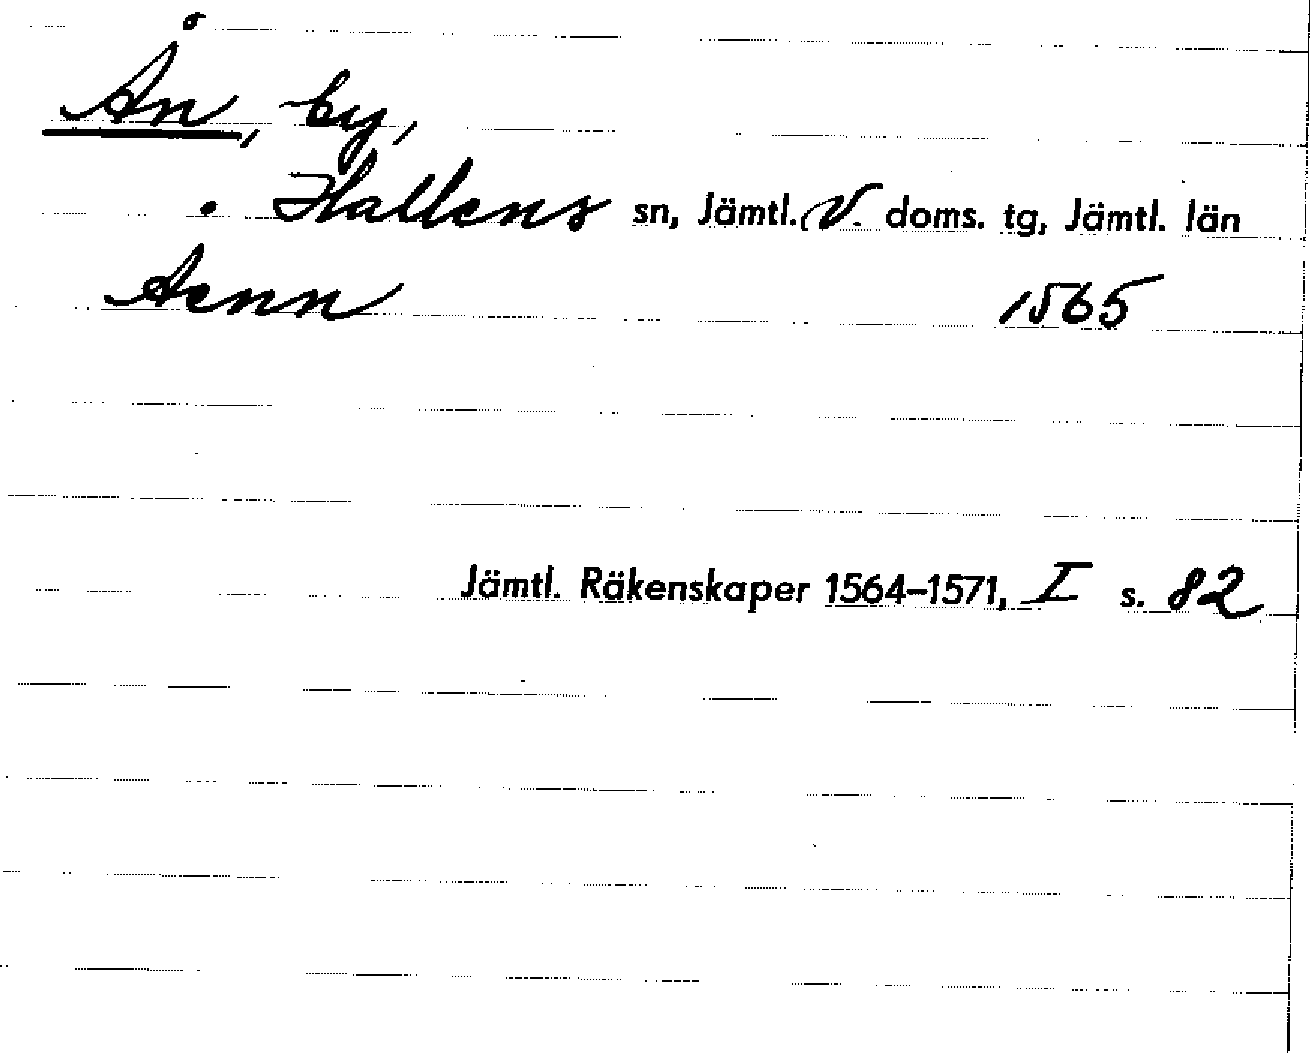 Ån, by,
Hallens sn, Jämtl. V. doms. tg, Jämtl. län
Aenn 1565
Jämtl. Räkenskaper 1564–1571, I s. 82